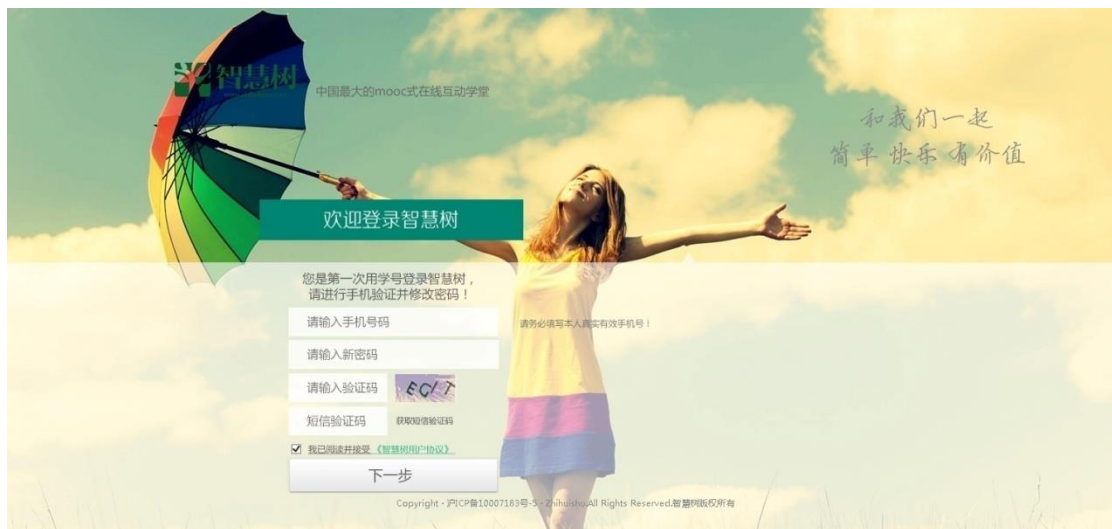 智慧树
中国最大的mooc式在线互动学堂
和我们一起
简单 快乐 有价值
欢迎登录智慧树
您是第一次用学号登录智慧树，
请进行手机验证并修改密码！
请输入手机号码
请务必填写本人真实有效手机号！
请输入新密码
请输入验证码 ECIT
短信验证码 获取短信验证码
我已阅读并接受 《智慧树用户协议》
下一步
Copyright · 沪ICP备10007183号-5 · Zhihuishu.All Rights Reserved.智慧树版权所有